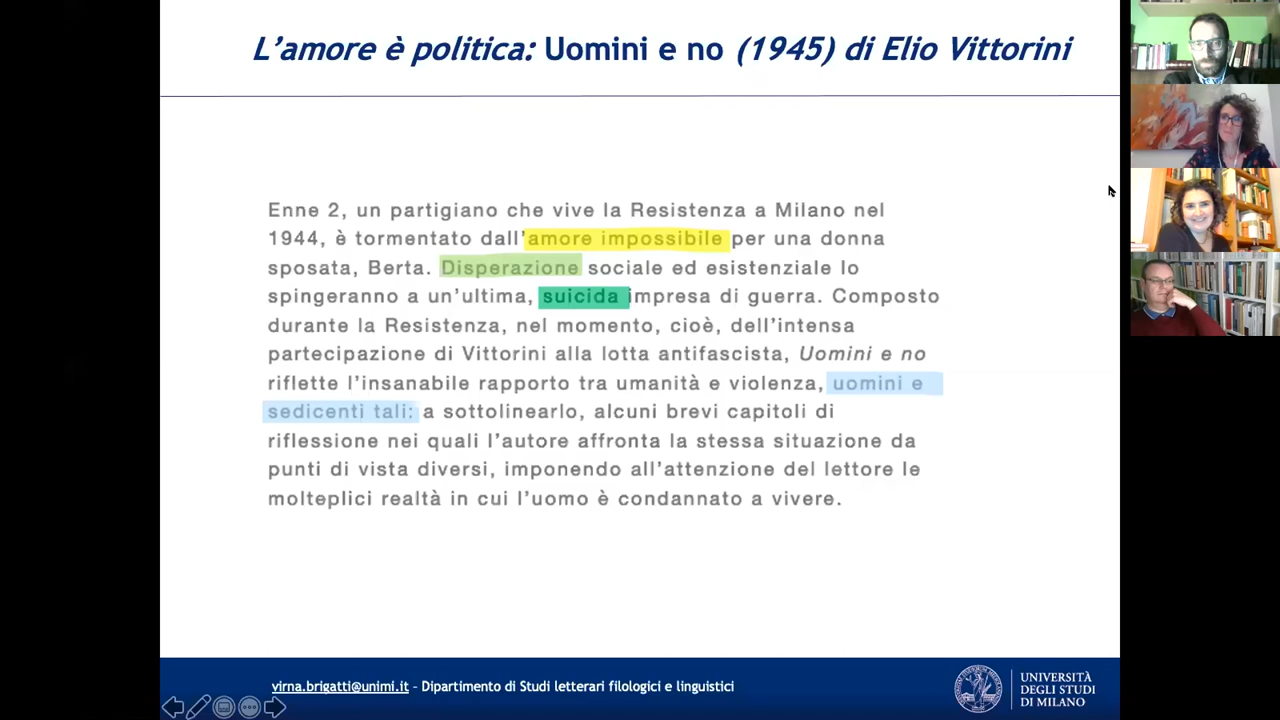 L’amore è politica: Uomini e no (1945) di Elio Vittorini
Enne 2, un partigiano che vive la Resistenza a Milano nel
1944, è tormentato dall’amore impossibile per una donna
sposata, Berta. Disperazione sociale ed esistenziale lo
spingeranno a un’ultima, suicida impresa di guerra. Composto
durante la Resistenza, nel momento, cioè, dell’intensa
partecipazione di Vittorini alla lotta antifascista, Uomini e no
riflette l’insanabile rapporto tra umanità e violenza, uomini e
sedicenti tali: a sottolinearlo, alcuni brevi capitoli di
riflessione nei quali l’autore affronta la stessa situazione da
punti di vista diversi, imponendo all’attenzione del lettore le
molteplici realtà in cui l’uomo è condannato a vivere.
virna.brigatti@unimi.it – Dipartimento di Studi letterari filologici e linguistici
UNIVERSITÀ
DEGLI STUDI
DI MILANO